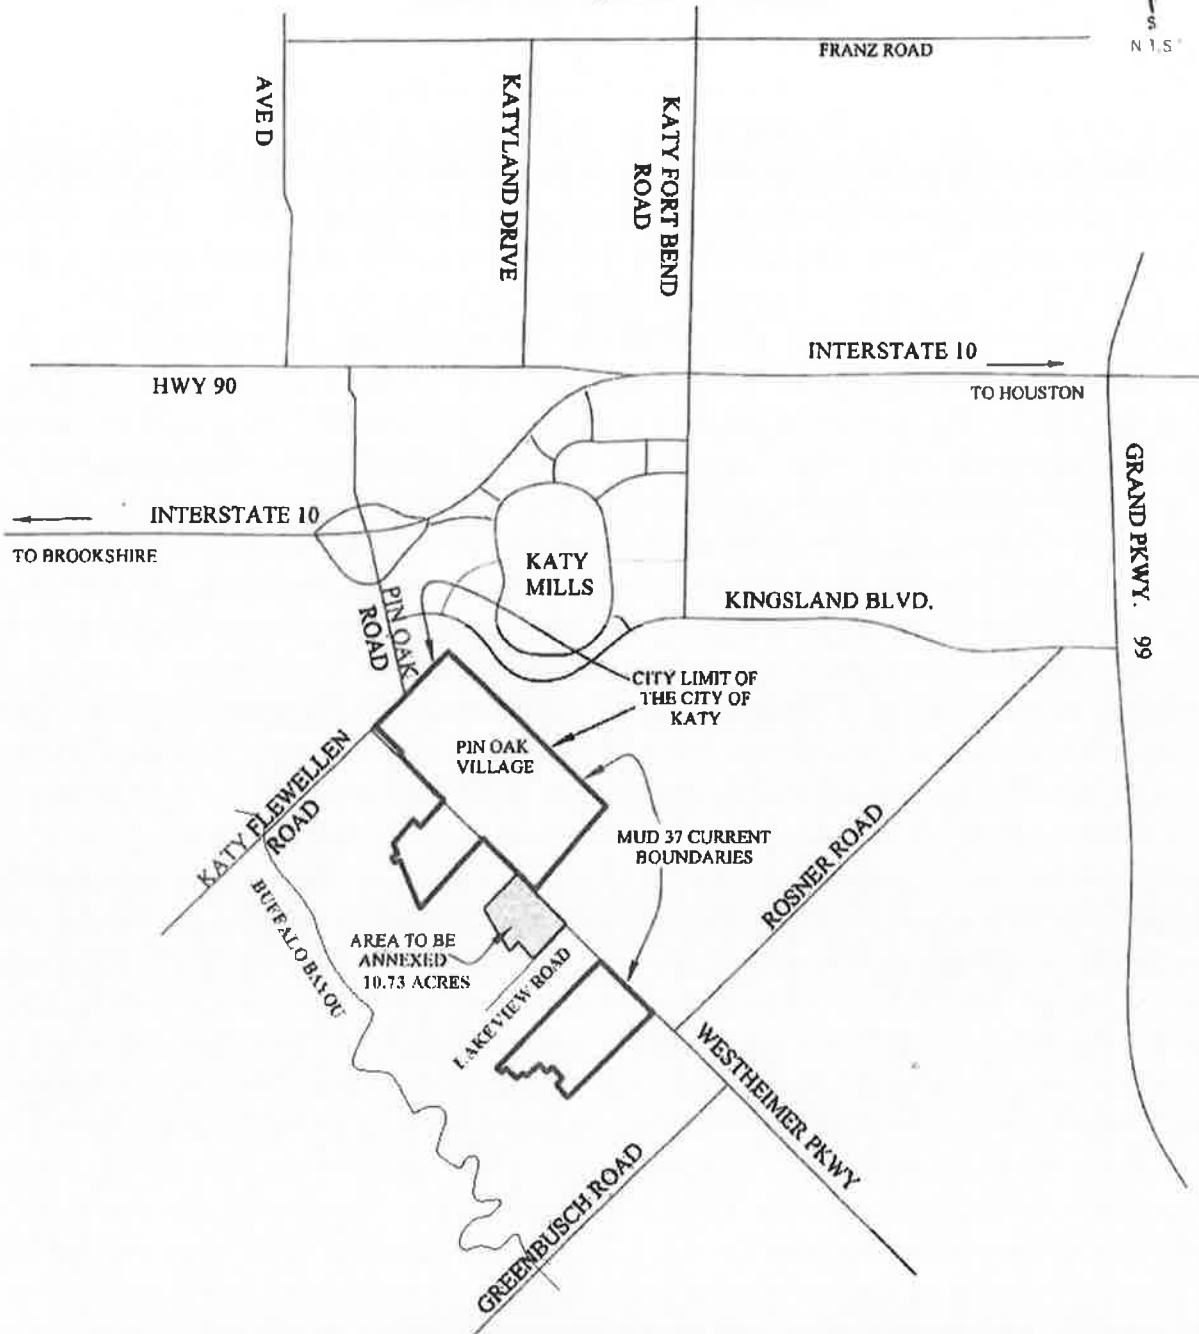 S
N.T.S.
FRANZ ROAD
AVE D
KATYLAND DRIVE
KATY FORT BEND
ROAD
INTERSTATE 10
TO HOUSTON
HWY 90
GRAND PKWY. 99
INTERSTATE 10
TO BROOKSHIRE
KATY
MILLS
PIN OAK
ROAD
KINGSLAND BLVD.
CITY LIMIT OF
THE CITY OF
KATY
PIN OAK
VILLAGE
KATY FLEWELLEN
ROAD
MUD 37 CURRENT
BOUNDARIES
ROSNER ROAD
BUFFALO BAYOU
AREA TO BE
ANNEXED
10.73 ACRES
LAKEVIEW ROAD
WESTHEIMER PKWY
GREENBUSCH ROAD